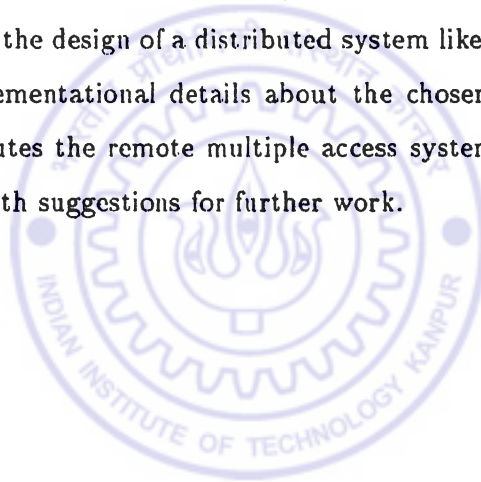 the design of a distributed system like
ementational details about the chosen
utes the remote multiple access system
th suggestions for further work.
INDIAN INSTITUTE OF TECHNOLOGY KANPUR